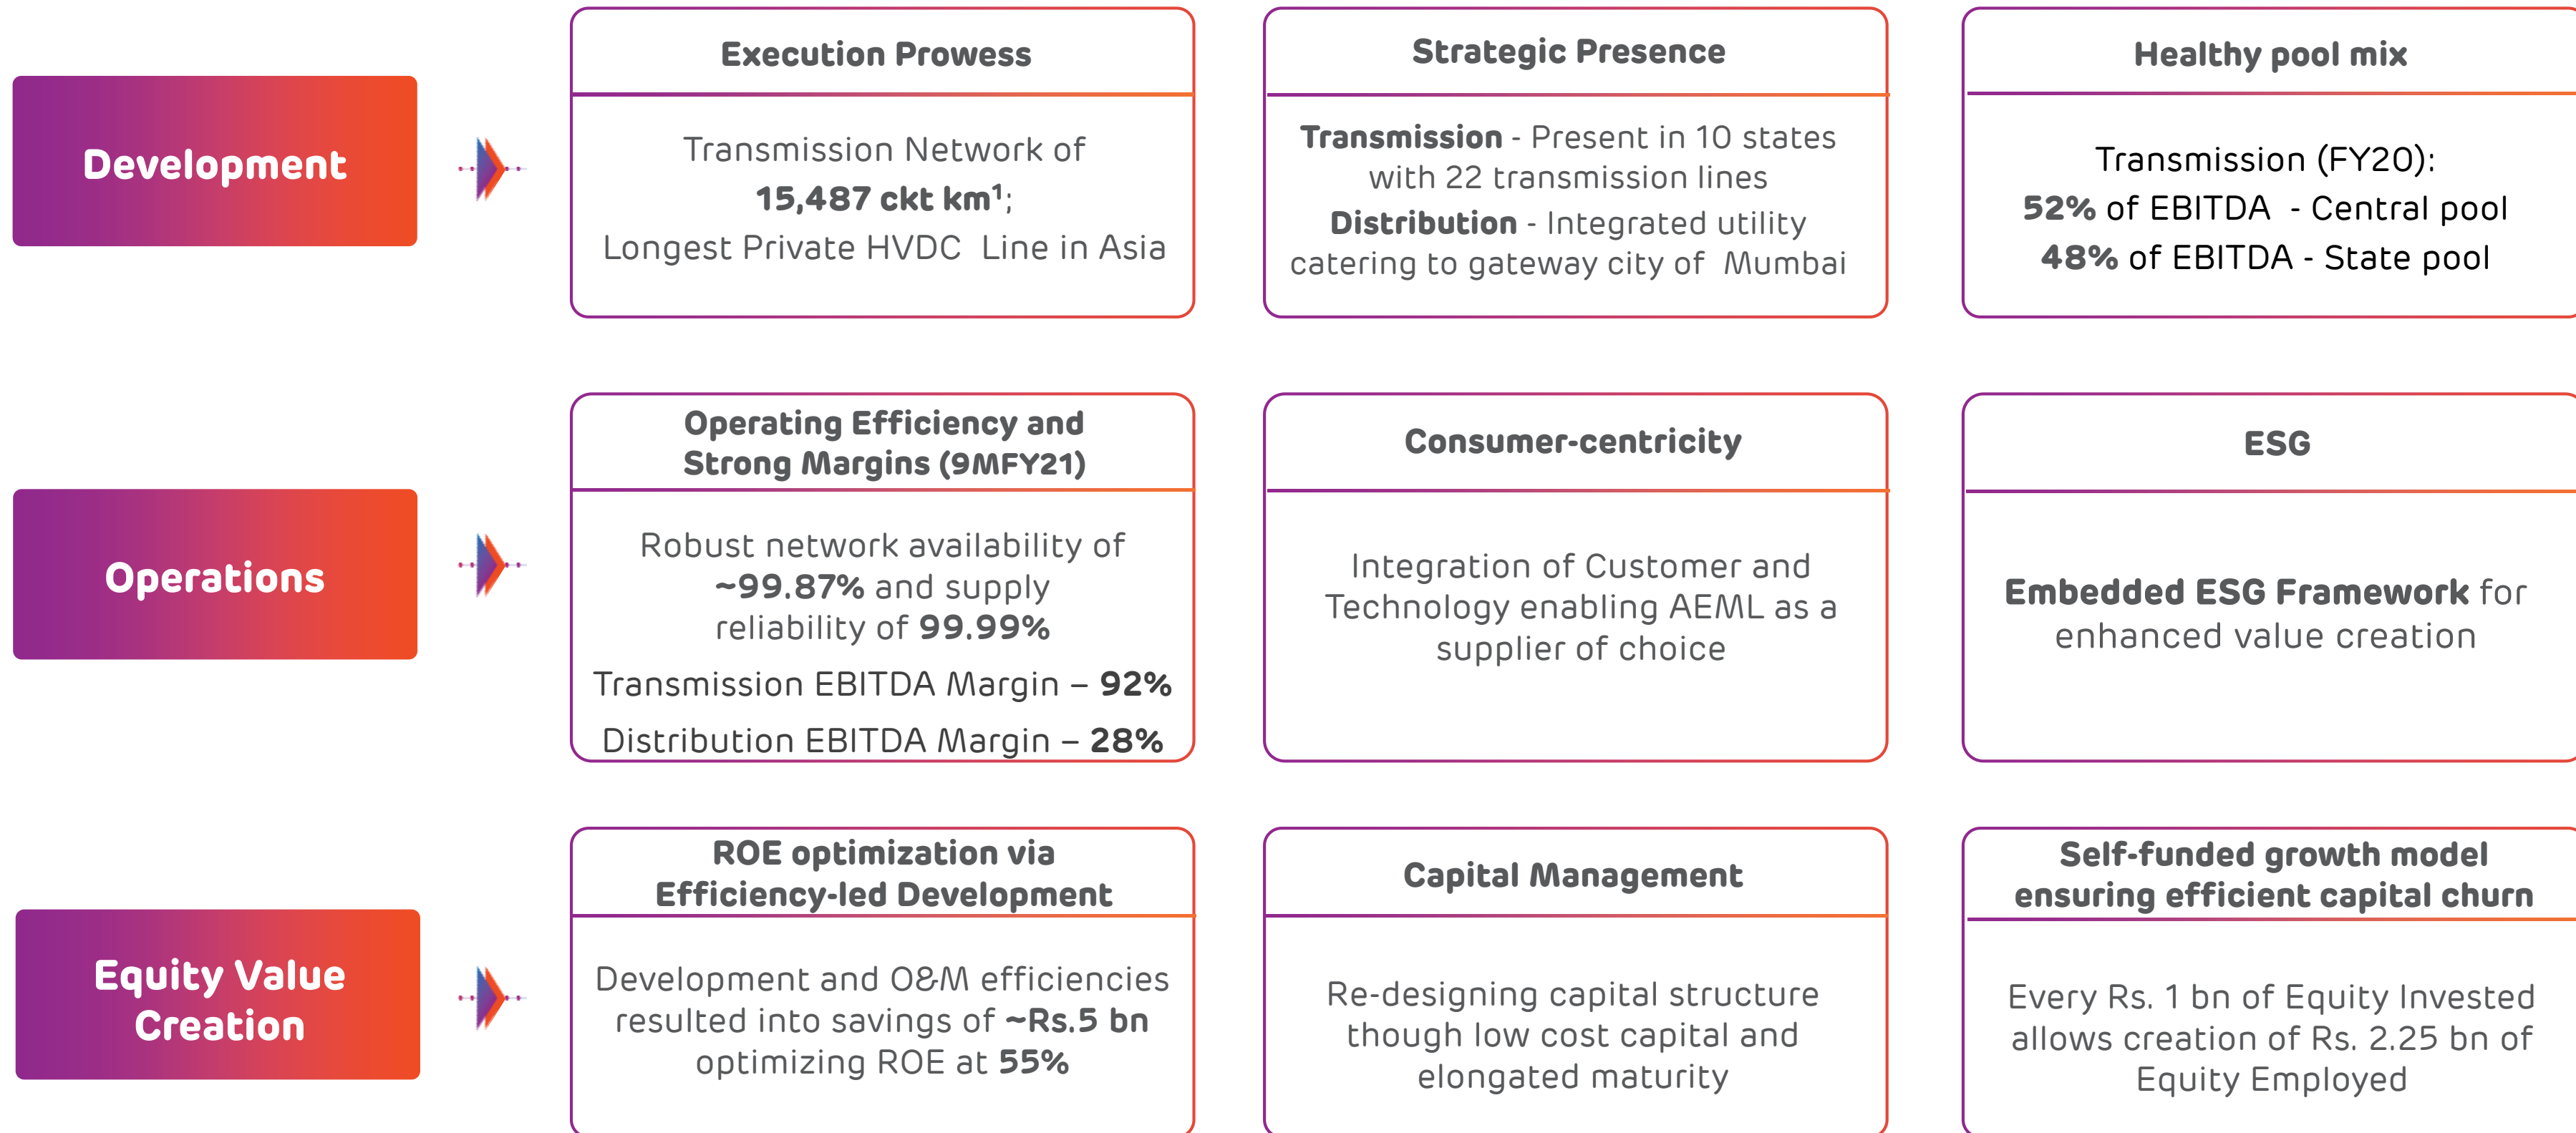 Development
Execution Prowess
Transmission Network of
15,487 ckt km¹;
Longest Private HVDC Line in Asia
Strategic Presence
Transmission - Present in 10 states
with 22 transmission lines
Distribution - Integrated utility
catering to gateway city of Mumbai
Healthy pool mix
Transmission (FY20):
52% of EBITDA - Central pool
48% of EBITDA - State pool
Operations
Operating Efficiency and
Strong Margins (9MFY21)
Robust network availability of
~99.87% and supply
reliability of 99.99%
Transmission EBITDA Margin – 92%
Distribution EBITDA Margin – 28%
Consumer-centricity
Integration of Customer and
Technology enabling AEML as a
supplier of choice
ESG
Embedded ESG Framework for
enhanced value creation
Equity Value
Creation
ROE optimization via
Efficiency-led Development
Development and O&M efficiencies
resulted into savings of ~Rs.5 bn
optimizing ROE at 55%
Capital Management
Re-designing capital structure
though low cost capital and
elongated maturity
Self-funded growth model
ensuring efficient capital churn
Every Rs. 1 bn of Equity Invested
allows creation of Rs. 2.25 bn of
Equity Employed